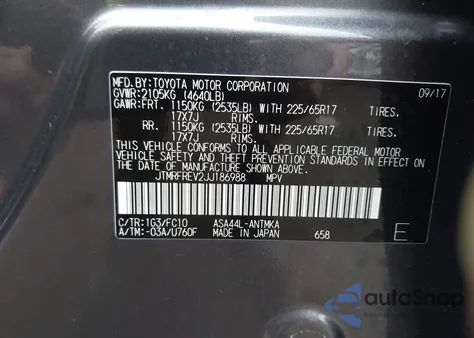 MFD.BY:TOYOTA MOTOR CORPORATION 09/17
GVWR:2105KG (4640LB)
GAWR:FRT. 1150KG (2535LB) WITH 225/65R17 TIRES.
17X7J RIMS.
RR. 1150KG (2535LB) WITH 225/65R17 TIRES.
17X7J RIMS.
THIS VEHICLE CONFORMS TO ALL APPLICABLE FEDERAL MOTOR
VEHICLE SAFETY AND THEFT PREVENTION STANDARDS IN EFFECT
ON THE DATE OF MANUFACTURE SHOWN ABOVE.
JTMRFREV2JJ186988 MPV
C/TR:1G3/FC10 ASA44L-ANTMKA
A/TM:-03A/U760F MADE IN JAPAN 658 E
autoSnap